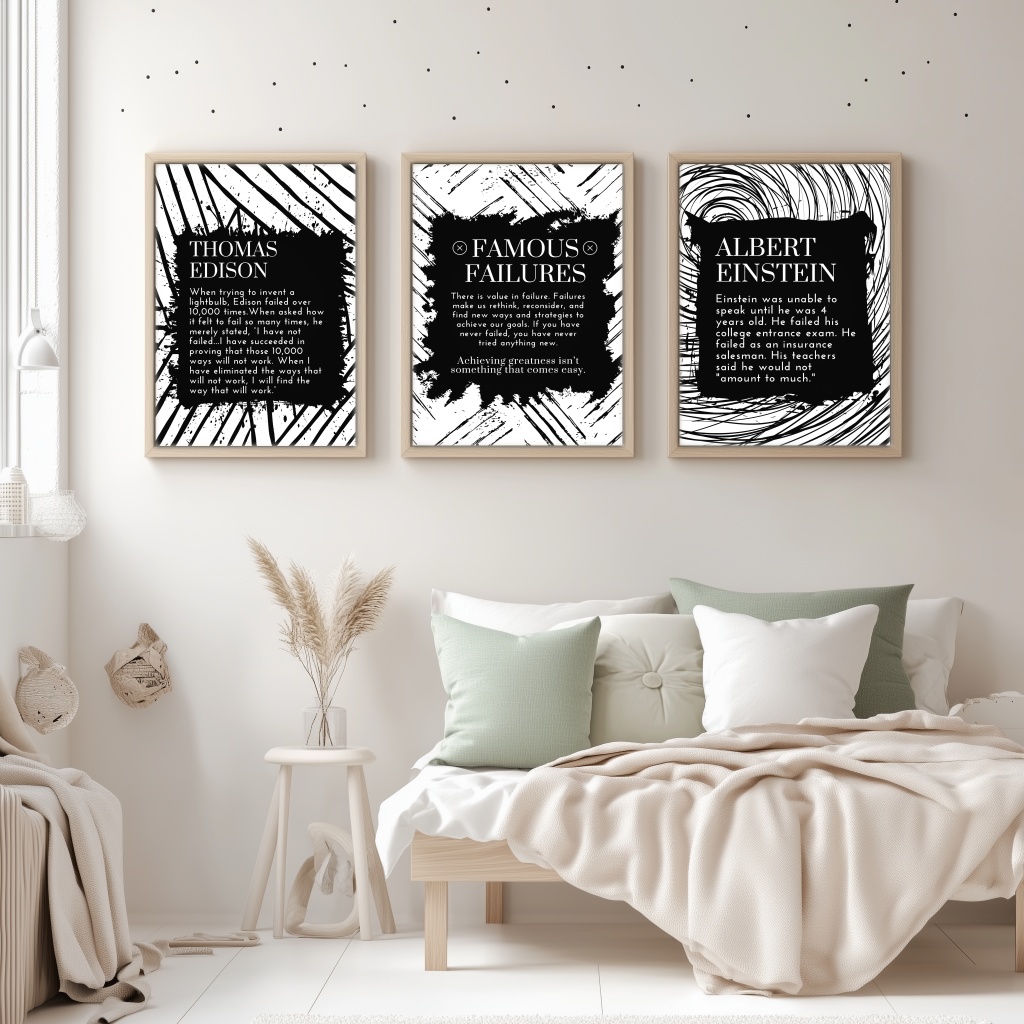 THOMAS
EDISON
When trying to invent a
lightbulb, Edison failed over
10,000 times.When asked how
it felt to fail so many times, he
merely stated, "I have not
failed...I have succeeded in
proving that those 10,000
ways will not work. When I
have eliminated the ways that
will not work, I will find the
way that will work."
FAMOUS
FAILURES
There is value in failure. Failures
make us rethink, reconsider, and
find new ways and strategies to
achieve our goals. If you have
never failed, you have never
tried anything new.
Achieving greatness isn't
something that comes easy.
ALBERT
EINSTEIN
Einstein was unable to
speak until he was 4
years old. He failed his
college entrance exam. He
failed as an insurance
salesman. His teachers
said he would not
"amount to much."